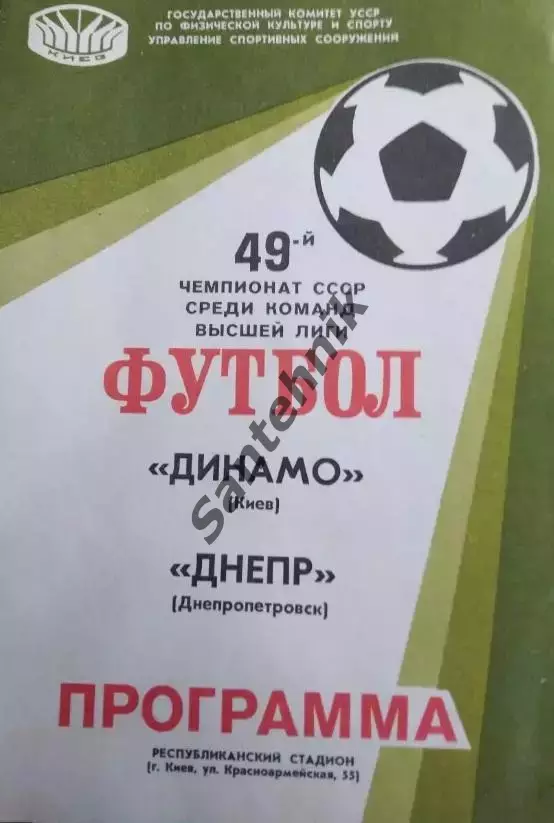 КИЕВ
ГОСУДАРСТВЕННЫЙ КОМИТЕТ УССР
ПО ФИЗИЧЕСКОЙ КУЛЬТУРЕ И СПОРТУ
УПРАВЛЕНИЕ СПОРТИВНЫХ СООРУЖЕНИЙ
49-й
ЧЕМПИОНАТ СССР
СРЕДИ КОМАНД
ВЫСШЕЙ ЛИГИ
ФУТБОЛ
«ДИНАМО»
(Киев)
«ДНЕПР»
(Днепропетровск)
ПРОГРАММА
РЕСПУБЛИКАНСКИЙ СТАДИОН
(г. Киев, ул. Красноармейская, 55)
Santehnik